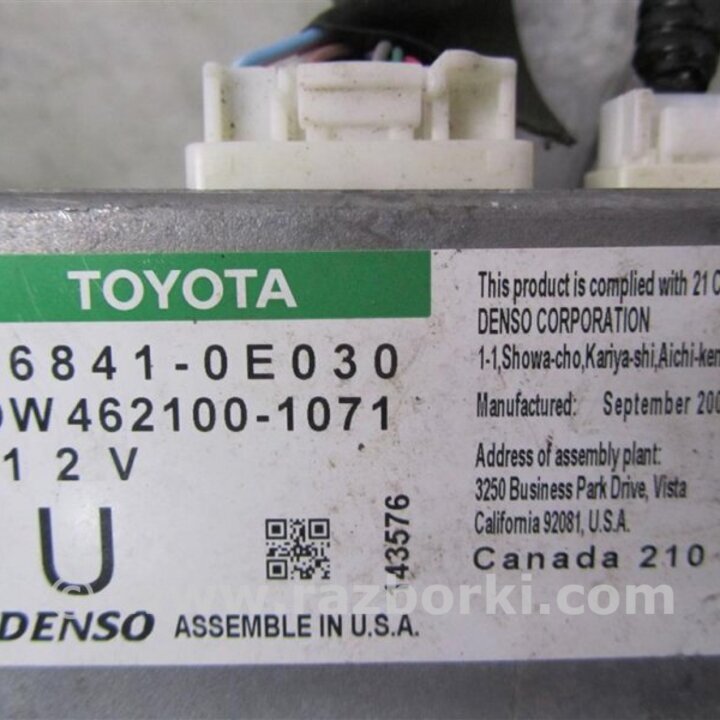 TOYOTA
6841-0E030
W462100-1071
12V
U
143576
DENSO ASSEMBLE IN U.S.A.
This product is complied with 21 C
DENSO CORPORATION
1-1,Showa-cho,Kariya-shi,Aichi-ken
Manufactured: September 200
Address of assembly plant:
3250 Business Park Drive, Vista
California 92081, U.S.A.
Canada 210
© www.razborki.com